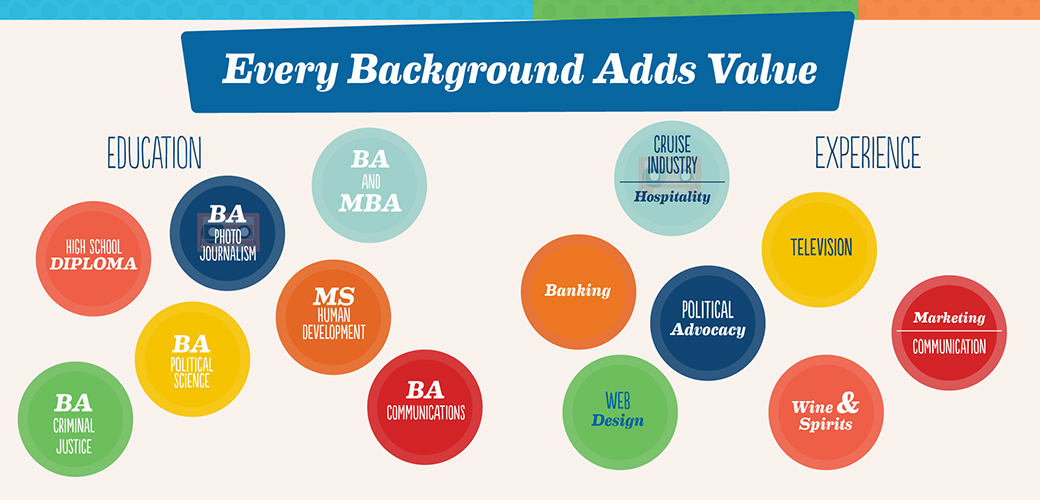 Every Background Adds Value
EDUCATION
HIGH SCHOOL
DIPLOMA
BA
PHOTO
JOURNALISM
BA
AND
MBA
BA
POLITICAL
SCIENCE
MS
HUMAN
DEVELOPMENT
BA
CRIMINAL
JUSTICE
BA
COMMUNICATIONS
EXPERIENCE
CRUISE
INDUSTRY
Hospitality
TELEVISION
Banking
POLITICAL
Advocacy
Marketing
COMMUNICATION
WEB
Design
Wine &
Spirits